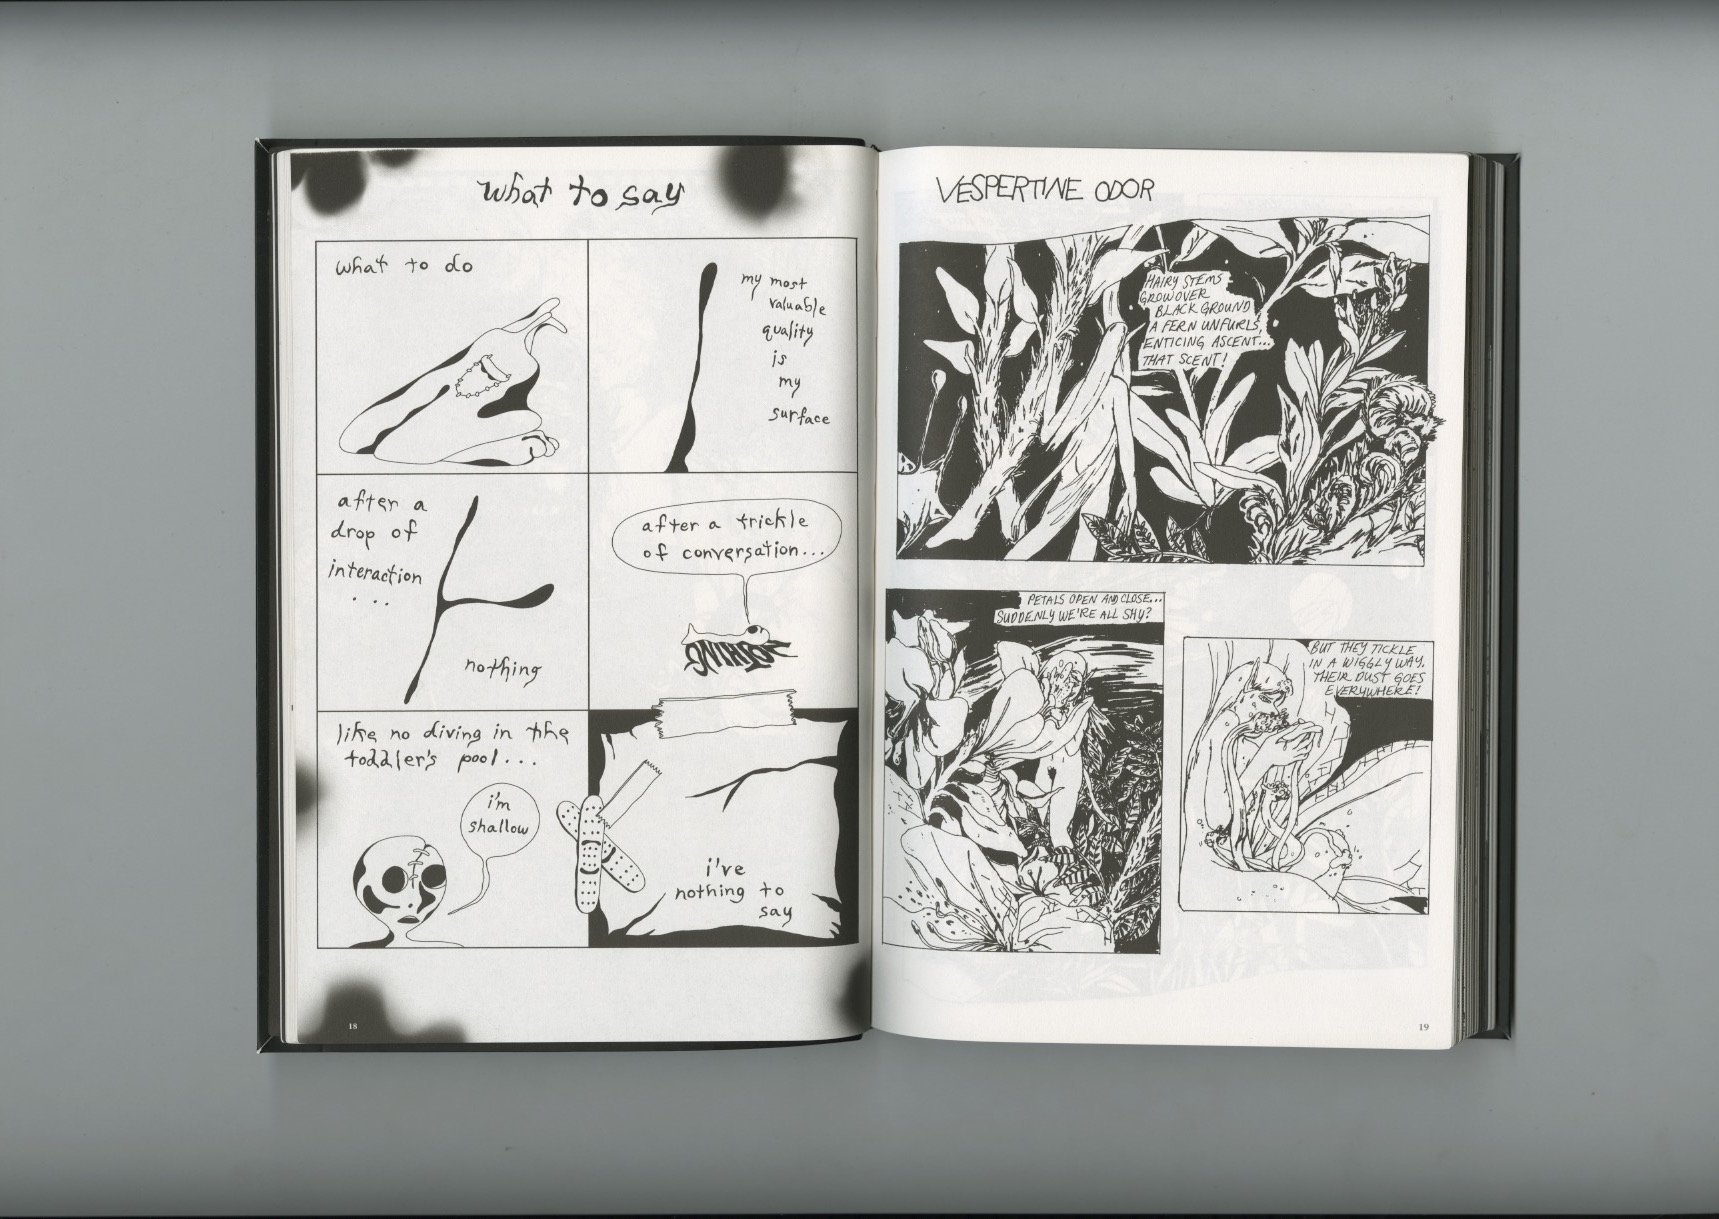 what to say
what to do
my most
valuable
quality
is
my
surface
after a
drop of
interaction
...
nothing
after a trickle
of conversation...
NOTHING
like no diving in the
toddler's pool...
i'm
shallow
i've
nothing to
say
18
VESPERTINE ODOR
HAIRY STEMS
GROW OVER
BLACK GROUND
A FERN UNFURLS,
ENTICING ASCENT...
THAT SCENT!
PETALS OPEN AND CLOSE...
SUDDENLY WE'RE ALL SHY?
BUT THEY TICKLE
IN A WIGGLY WAY.
THEIR DUST GOES
EVERYWHERE!
19